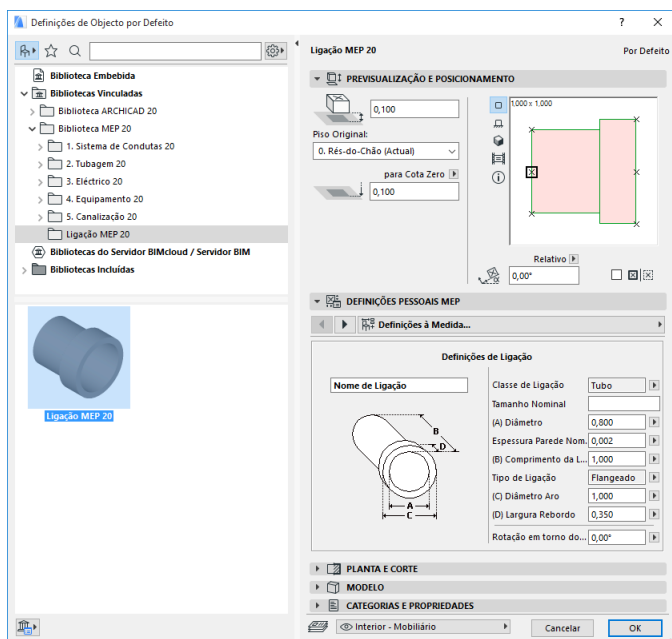 Definições de Objecto por Defeito
Ligação MEP 20
Por Defeito
Biblioteca Embebida
Bibliotecas Vinculadas
Biblioteca ARCHICAD 20
Biblioteca MEP 20
1. Sistema de Condutas 20
2. Tubagem 20
3. Eléctrico 20
4. Equipamento 20
5. Canalização 20
Ligação MEP 20
Bibliotecas do Servidor BIMcloud / Servidor BIM
Bibliotecas Incluídas
Ligação MEP 20
PREVISUALIZAÇÃO E POSICIONAMENTO
0,100
Piso Original:
0. Rés-do-Chão (Actual)
para Cota Zero
0,100
1,000 x 1,000
Relativo
0,00°
DEFINIÇÕES PESSOAIS MEP
Definições à Medida...
Definições de Ligação
Nome de Ligação
B
D
A
C
Classe de Ligação Tubo
Tamanho Nominal
(A) Diâmetro 0,800
Espessura Parede Nom. 0,002
(B) Comprimento da L... 1,000
Tipo de Ligação Flangeado
(C) Diâmetro Aro 1,000
(D) Largura Rebordo 0,350
Rotação em torno do... 0,00°
PLANTA E CORTE
MODELO
CATEGORIAS E PROPRIEDADES
Interior - Mobiliário
Cancelar
OK